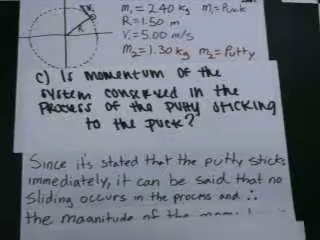 V₁
R
m₁ = 2.40 kg m₁ = Puck
R = 1.50 m
V₁ = 5.00 m/s
m₂ = 1.30 kg m₂ = Putty
c) Is momentum of the
system conserved in the
process of the putty sticking
to the puck?
Since it's stated that the putty sticks
immediately, it can be said that no
sliding occurs in the process and ∴
the magnitude of the